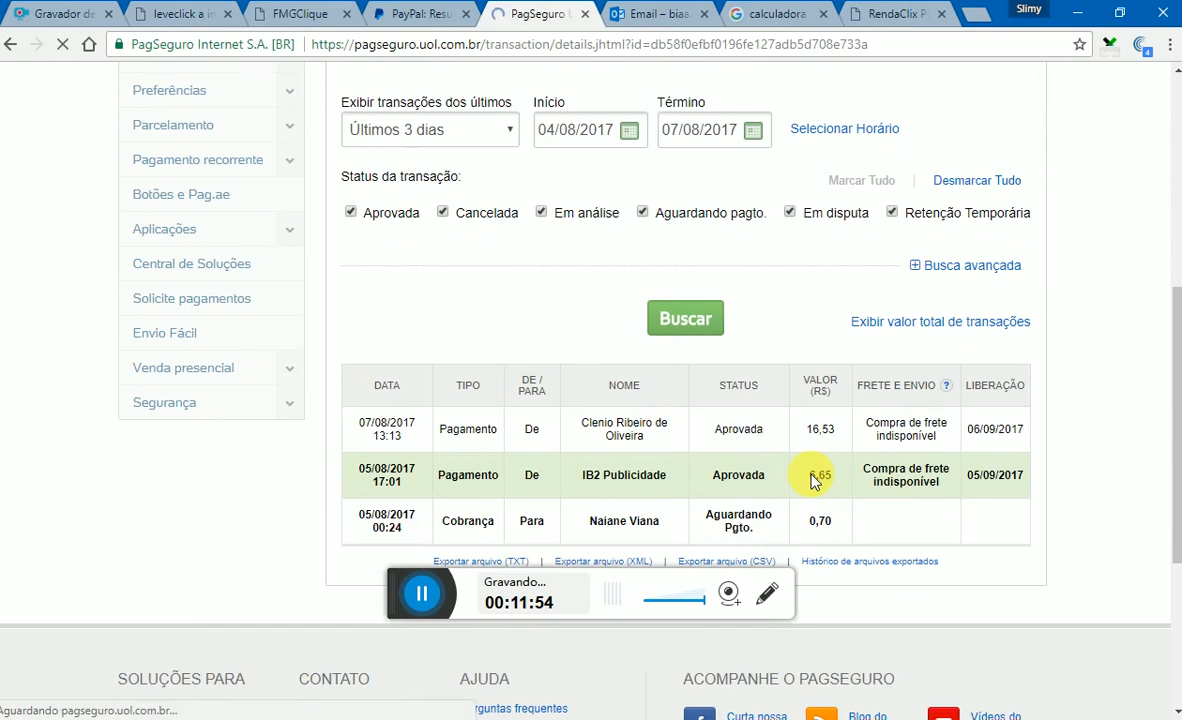 Gravador de
leveclick a in
FMGClique
PayPal: Resu
PagSeguro U
Email – biaa
calculadora
RendaClix P
Slimy
PagSeguro Internet S.A. [BR]
https://pagseguro.uol.com.br/transaction/details.jhtml?id=db58f0efbf0196fe127adb5d708e733a
4
Preferências
Parcelamento
Pagamento recorrente
Botões e Pag.ae
Aplicações
Central de Soluções
Solicite pagamentos
Envio Fácil
Venda presencial
Segurança
Exibir transações dos últimos Início Término
Últimos 3 dias 04/08/2017 07/08/2017 Selecionar Horário
Status da transação: Marcar Tudo | Desmarcar Tudo
Aprovada Cancelada Em análise Aguardando pagto. Em disputa Retenção Temporária
Busca avançada
Buscar Exibir valor total de transações
DATA TIPO DE / PARA NOME STATUS VALOR (R$) FRETE E ENVIO ? LIBERAÇÃO
07/08/2017 13:13 Pagamento De Clenio Ribeiro de Oliveira Aprovada 16,53 Compra de frete indisponível 06/09/2017
05/08/2017 17:01 Pagamento De IB2 Publicidade Aprovada ,65 Compra de frete indisponível 05/09/2017
05/08/2017 00:24 Cobrança Para Naiane Viana Aguardando Pgto. 0,70
Exportar arquivo (TXT) | Exportar arquivo (XML) | Exportar arquivo (CSV) | Histórico de arquivos exportados
Gravando...
00:11:54
SOLUÇÕES PARA CONTATO AJUDA ACOMPANHE O PAGSEGURO
erguntas frequentes Curta nossa Blog do Vídeos do
Aguardando pagseguro.uol.com.br...